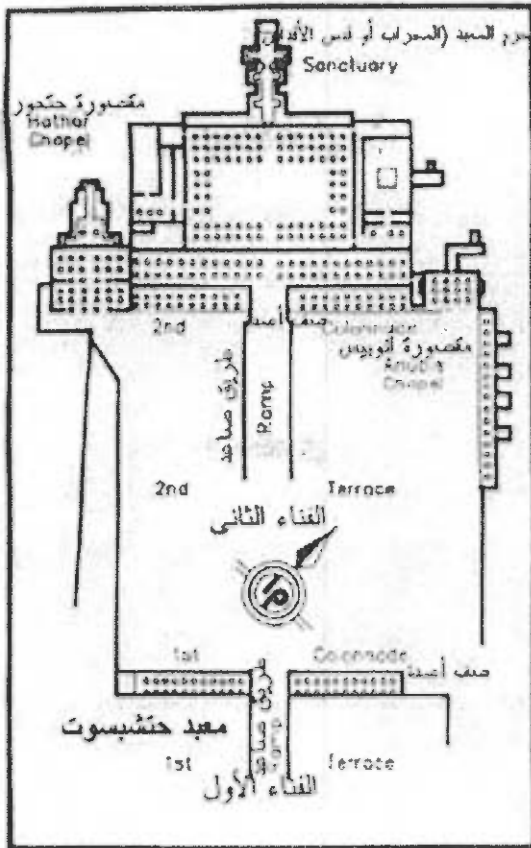 حرم المعبد (المحراب أو قدس الأقداس
Sanctuary
مقصورة حتحور
Hathor
Chapel
2nd
صف أعمدة
Colonnade
مقصورة أنوبيس
Anubis
Chapel
طريق صاعد
Ramp
2nd
Terrace
الفناء الثاني
1st
Colonnade
صف أعمدة
طريق صاعد
Ramp
معبد حتشبسوت
1st
Terrace
الفناء الأول